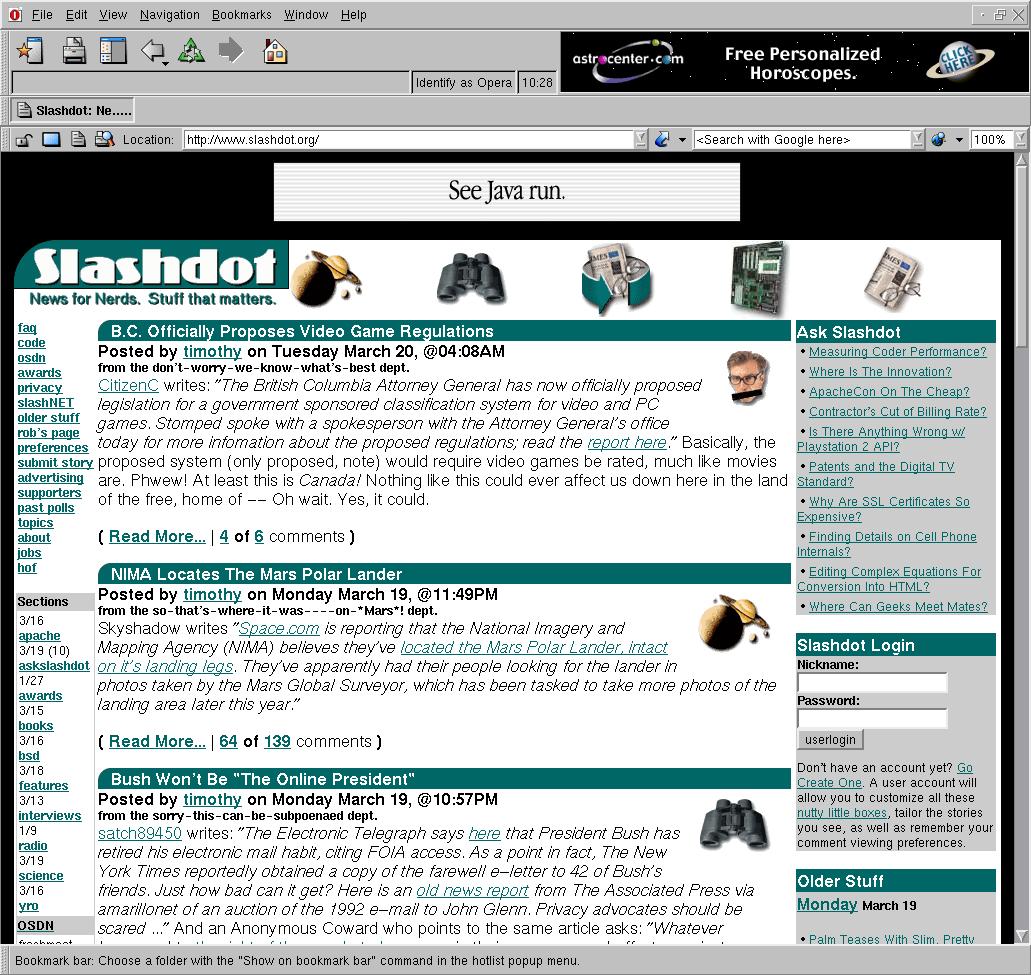 File Edit View Navigation Bookmarks Window Help
astrocenter.com
Free Personalized
Horoscopes.
CLICK
HERE
Identify as Opera
10:28
Slashdot: Ne.....
Location: http://www.slashdot.org/
<Search with Google here>
100%
See Java run.
Slashdot
News for Nerds. Stuff that matters.
faq
code
osdn
awards
privacy
slashNET
older stuff
rob's page
preferences
submit story
advertising
supporters
past polls
topics
about
jobs
hof
Sections
3/16
apache
3/19 (10)
askslashdot
1/27
awards
3/15
books
3/16
bsd
3/18
features
3/13
interviews
1/9
radio
3/19
science
3/16
yro
OSDN
freshmeat
B.C. Officially Proposes Video Game Regulations
Posted by timothy on Tuesday March 20, @04:08AM
from the don't-worry-we-know-what's-best dept.
CitizenC writes: "The British Columbia Attorney General has now officially proposed
legislation for a government sponsored classification system for video and PC
games. Stomped spoke with a spokesperson with the Attorney General's office
today for more infomation about the proposed regulations; read the report here." Basically, the
proposed system (only proposed, note) would require video games be rated, much like movies
are. Phwew! At least this is Canada! Nothing like this could ever affect us down here in the land
of the free, home of -- Oh wait. Yes, it could.
( Read More... | 4 of 6 comments )
NIMA Locates The Mars Polar Lander
Posted by timothy on Monday March 19, @11:49PM
from the so-that's-where-it-was----on-*Mars*! dept.
Skyshadow writes "Space.com is reporting that the National Imagery and
Mapping Agency (NIMA) believes they've located the Mars Polar Lander, intact
on it's landing legs. They've apparently had their people looking for the lander in
photos taken by the Mars Global Surveyor, which has been tasked to take more photos of the
landing area later this year."
( Read More... | 64 of 139 comments )
Bush Won't Be "The Online President"
Posted by timothy on Monday March 19, @10:57PM
from the sorry-this-can-be-subpoenaed dept.
satch89450 writes: "The Electronic Telegraph says here that President Bush has
retired his electronic mail habit, citing FOIA access. As a point in fact, The New
York Times reportedly obtained a copy of the farewell e-letter to 42 of Bush's
friends. Just how bad can it get? Here is an old news report from The Associated Press via
amarillonet of an auction of the 1992 e-mail to John Glenn. Privacy advocates should be
scared ..." And an Anonymous Coward who points to the same article asks: "Whatever
Ask Slashdot
• Measuring Coder Performance?
• Where Is The Innovation?
• ApacheCon On The Cheap?
• Contractor's Cut of Billing Rate?
• Is There Anything Wrong w/
Playstation 2 API?
• Patents and the Digital TV
Standard?
• Why Are SSL Certificates So
Expensive?
• Finding Details on Cell Phone
Internals?
• Editing Complex Equations For
Conversion Into HTML?
• Where Can Geeks Meet Mates?
Slashdot Login
Nickname:
Password:
userlogin
Don't have an account yet? Go
Create One. A user account will
allow you to customize all these
nutty little boxes, tailor the stories
you see, as well as remember your
comment viewing preferences.
Older Stuff
Monday March 19
• Palm Teases With Slim, Pretty
Bookmark bar: Choose a folder with the "Show on bookmark bar" command in the hotlist popup menu.